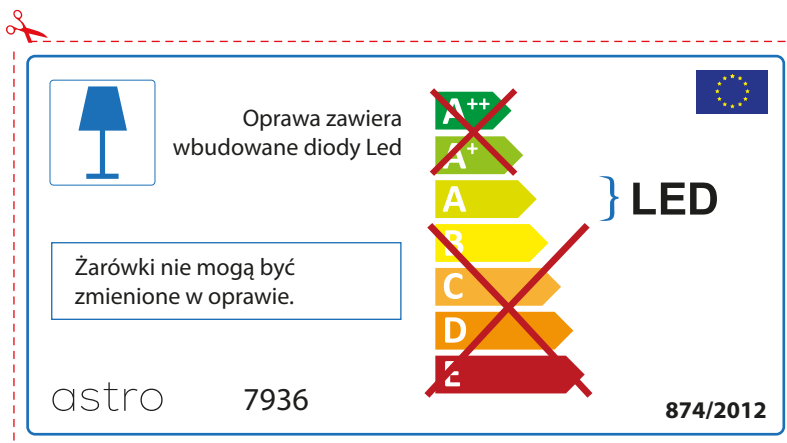 Oprawa zawiera
wbudowane diody Led
Żarówki nie mogą być
zmienione w oprawie.
A++
A+
A
B
C
D
E
LED
astro 7936
874/2012